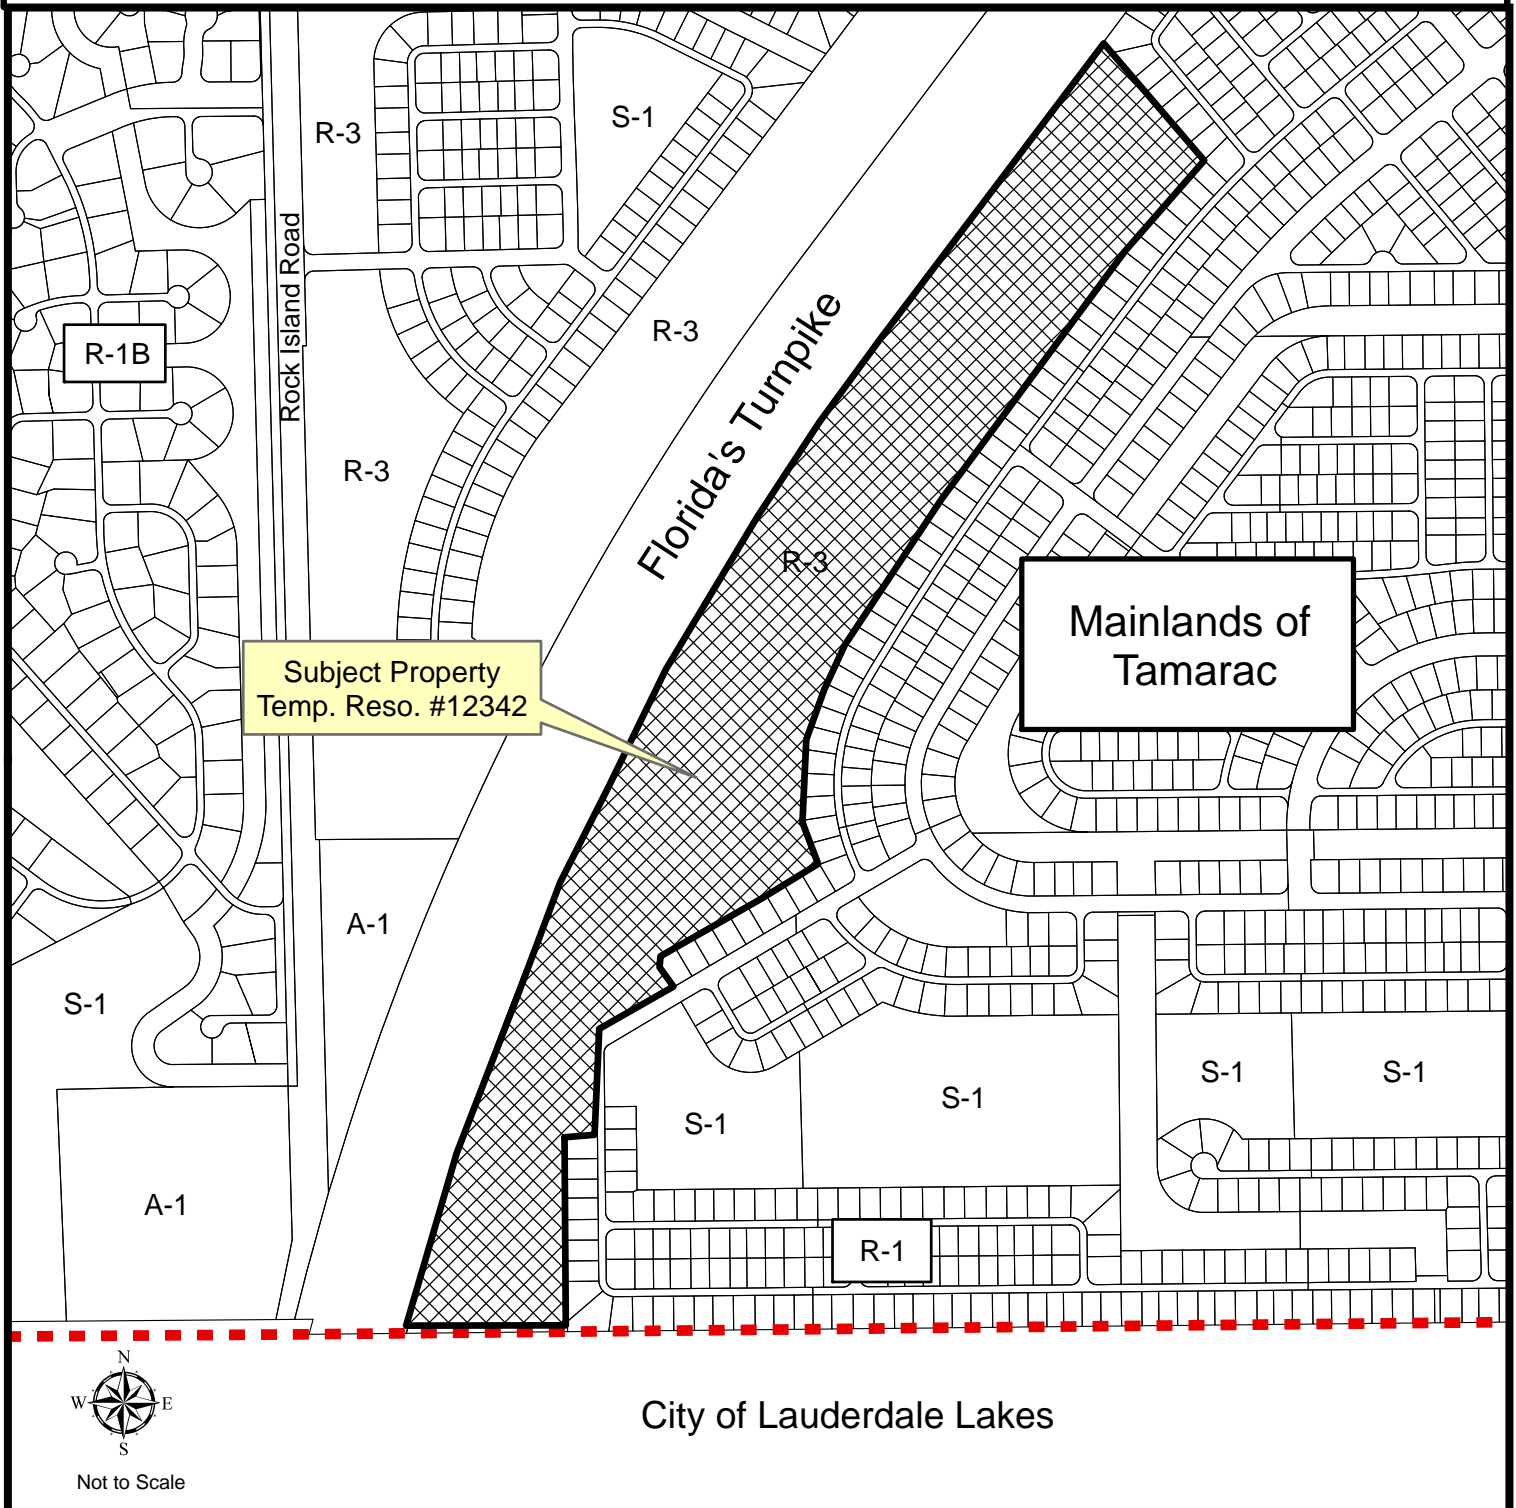 S-1
R-3
Rock Island Road
R-3
Florida's Turnpike
R-1B
R-3
R-3
Mainlands of
Tamarac
Subject Property
Temp. Reso. #12342
A-1
S-1
S-1
S-1
S-1
S-1
A-1
R-1
N
W
E
S
Not to Scale
City of Lauderdale Lakes